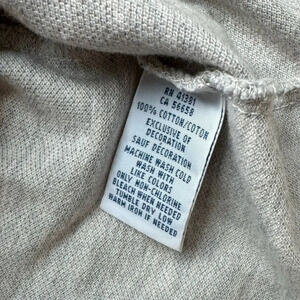 RN 41381
CA 56658
100% COTTON/COTON
EXCLUSIVE OF
DECORATION
SAUF DÉCORATION
MACHINE WASH COLD
WASH WITH
LIKE COLORS
ONLY NON-CHLORINE
BLEACH WHEN NEEDED
TUMBLE DRY LOW
WARM IRON IF NEEDED